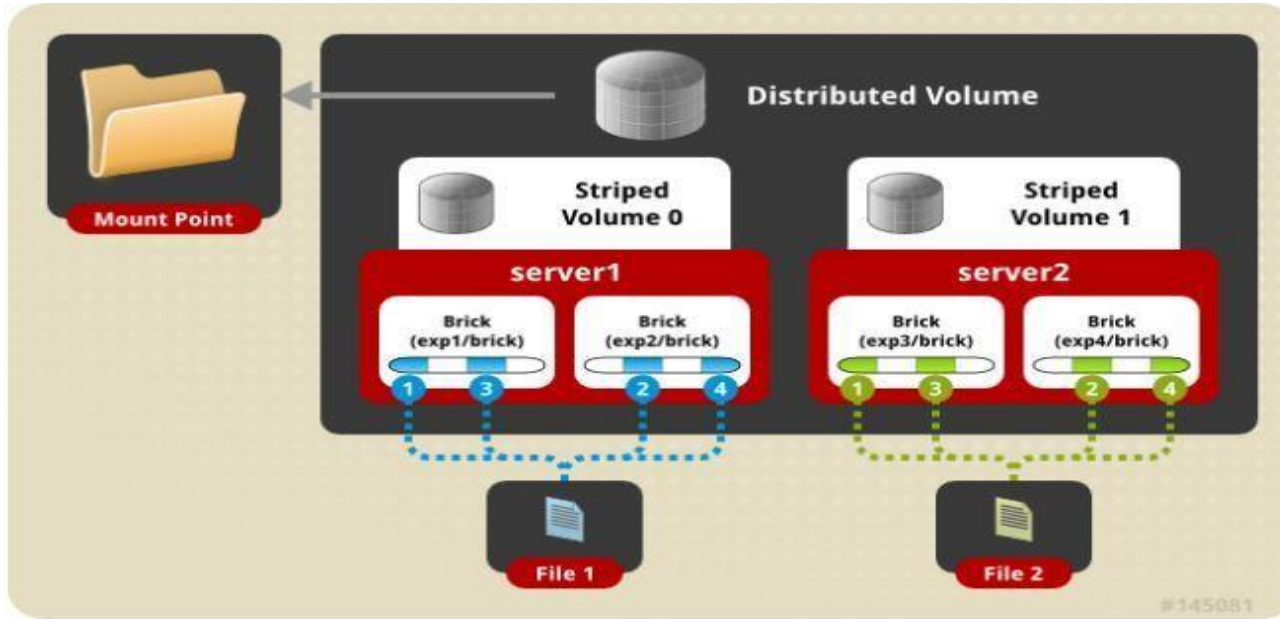 Distributed Volume
Mount Point
Striped
Volume 0
Striped
Volume 1
server1
server2
Brick
(exp1/brick)
Brick
(exp2/brick)
Brick
(exp3/brick)
Brick
(exp4/brick)
1
3
2
4
1
3
2
4
File 1
File 2
#145081